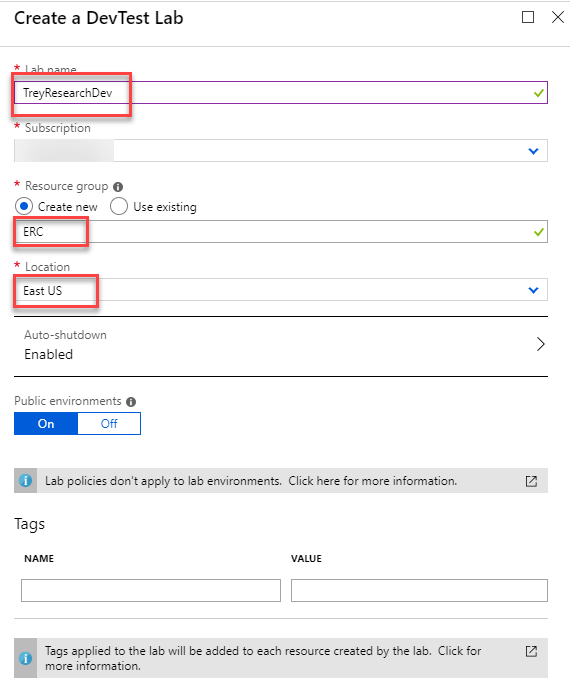 Create a DevTest Lab
* Lab name
TreyResearchDev
* Subscription
* Resource group
Create new Use existing
ERC
* Location
East US
Auto-shutdown
Enabled
Public environments
On Off
Lab policies don't apply to lab environments. Click here for more information.
Tags
NAME VALUE
Tags applied to the lab will be added to each resource created by the lab. Click for
more information.